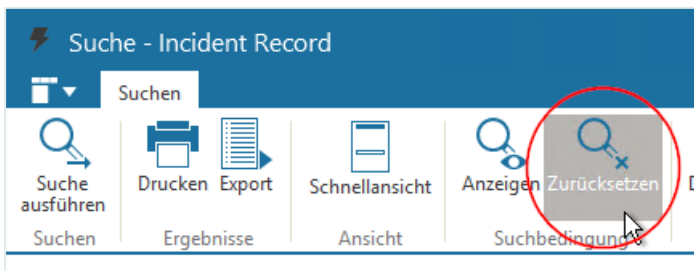 Suche - Incident Record
Suchen
Suche
ausführen
Drucken
Export
Schnellansicht
Anzeigen
Zurücksetzen
Suchen
Ergebnisse
Ansicht
Suchbedingung